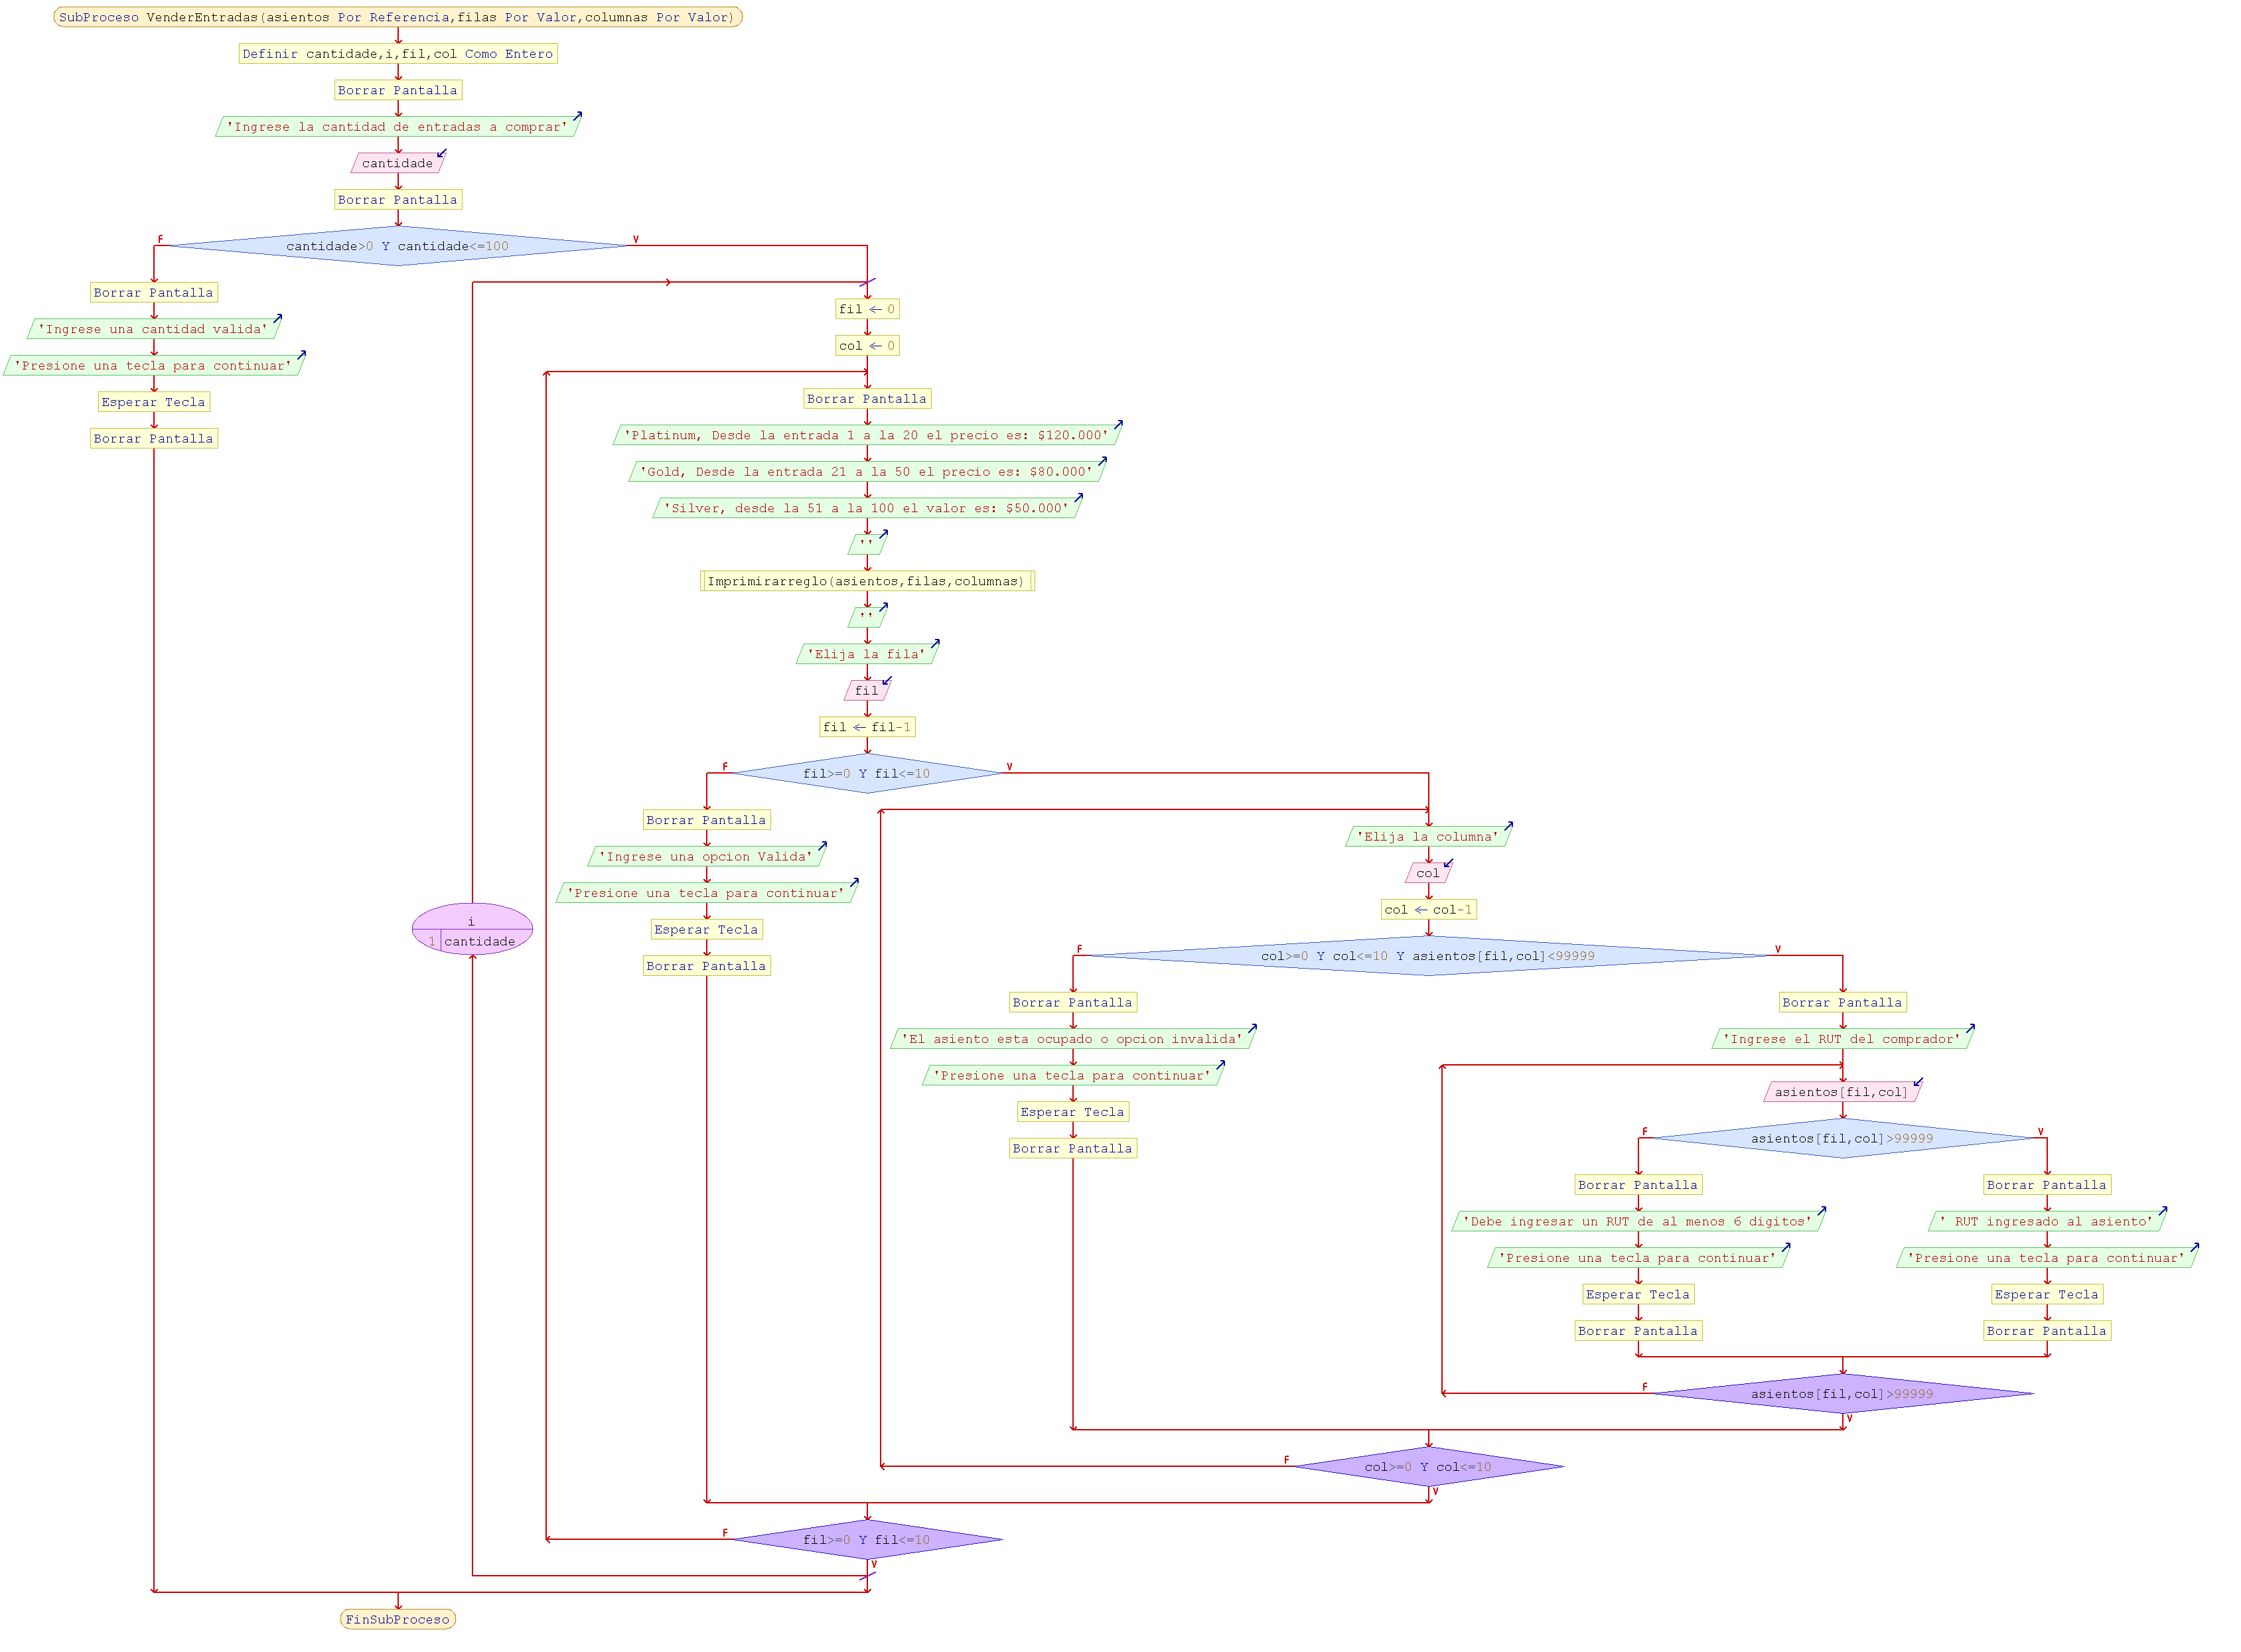 SubProceso VenderEntradas(asientos Por Referencia,filas Por Valor,columnas Por Valor)
Definir cantidade,i,fil,col Como Entero
Borrar Pantalla
'Ingrese la cantidad de entradas a comprar'
cantidade
Borrar Pantalla
cantidade>0 Y cantidade<=100
F
V
Borrar Pantalla
'Ingrese una cantidad valida'
'Presione una tecla para continuar'
Esperar Tecla
Borrar Pantalla
i
1 cantidade
fil ← 0
col ← 0
Borrar Pantalla
'Platinum, Desde la entrada 1 a la 20 el precio es: $120.000'
'Gold, Desde la entrada 21 a la 50 el precio es: $80.000'
'Silver, desde la 51 a la 100 el valor es: $50.000'
''
Imprimirarreglo(asientos,filas,columnas)
''
'Elija la fila'
fil
fil ← fil-1
fil>=0 Y fil<=10
F
V
Borrar Pantalla
'Ingrese una opcion Valida'
'Presione una tecla para continuar'
Esperar Tecla
Borrar Pantalla
'Elija la columna'
col
col ← col-1
col>=0 Y col<=10 Y asientos[fil,col]<99999
F
V
Borrar Pantalla
'El asiento esta ocupado o opcion invalida'
'Presione una tecla para continuar'
Esperar Tecla
Borrar Pantalla
Borrar Pantalla
'Ingrese el RUT del comprador'
asientos[fil,col]
asientos[fil,col]>99999
F
V
Borrar Pantalla
'Debe ingresar un RUT de al menos 6 digitos'
'Presione una tecla para continuar'
Esperar Tecla
Borrar Pantalla
Borrar Pantalla
' RUT ingresado al asiento'
'Presione una tecla para continuar'
Esperar Tecla
Borrar Pantalla
asientos[fil,col]>99999
F
V
col>=0 Y col<=10
F
V
fil>=0 Y fil<=10
F
V
FinSubProceso